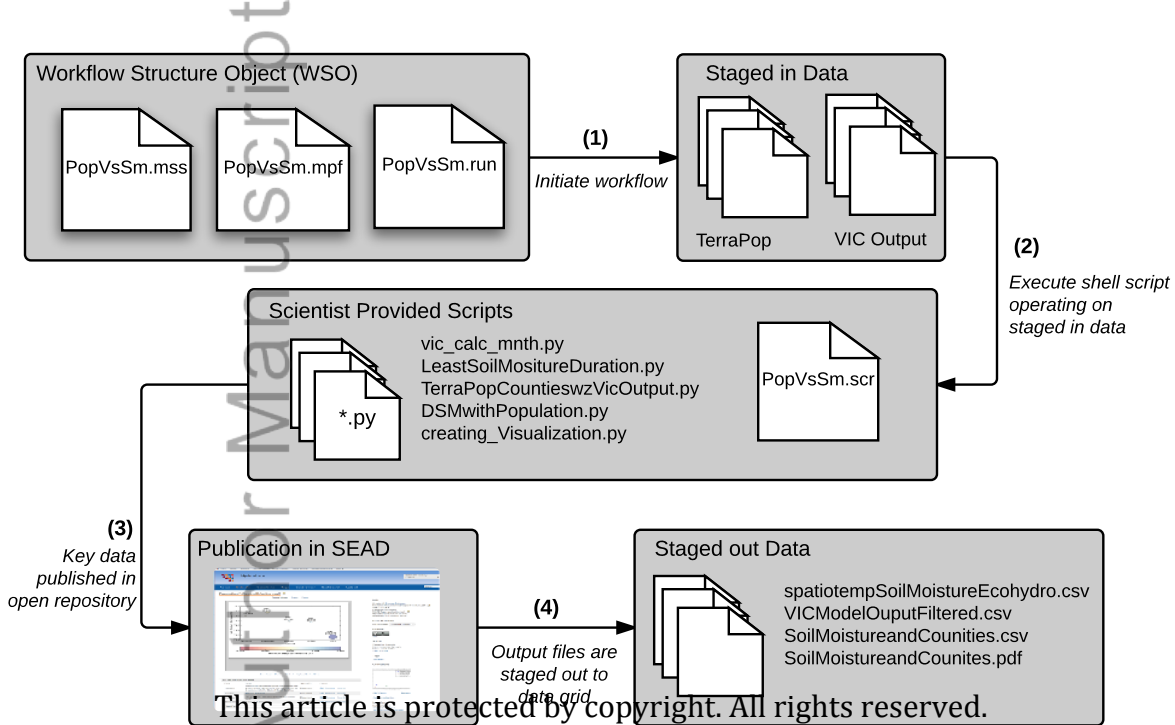 Workflow Structure Object (WSO)
PopVsSm.mss
PopVsSm.mpf
PopVsSm.run
(1)
Initiate workflow
Staged in Data
TerraPop
VIC Output
(2)
Execute shell script
operating on
staged in data
Scientist Provided Scripts
*.py
vic_calc_mnth.py
LeastSoilMositureDuration.py
TerraPopCountieswzVicOutput.py
DSMwithPopulation.py
creating_Visualization.py
PopVsSm.scr
(3)
Key data
published in
open repository
Publication in SEAD
(4)
Output files are
staged out to
data grid
Staged out Data
spatiotempSoilMoistureEcohydro.csv
VICModelOuputFiltered.csv
SoilMoistureandCounities.csv
SoilMoistureandCounites.pdf
Author Manuscript
This article is protected by copyright. All rights reserved.